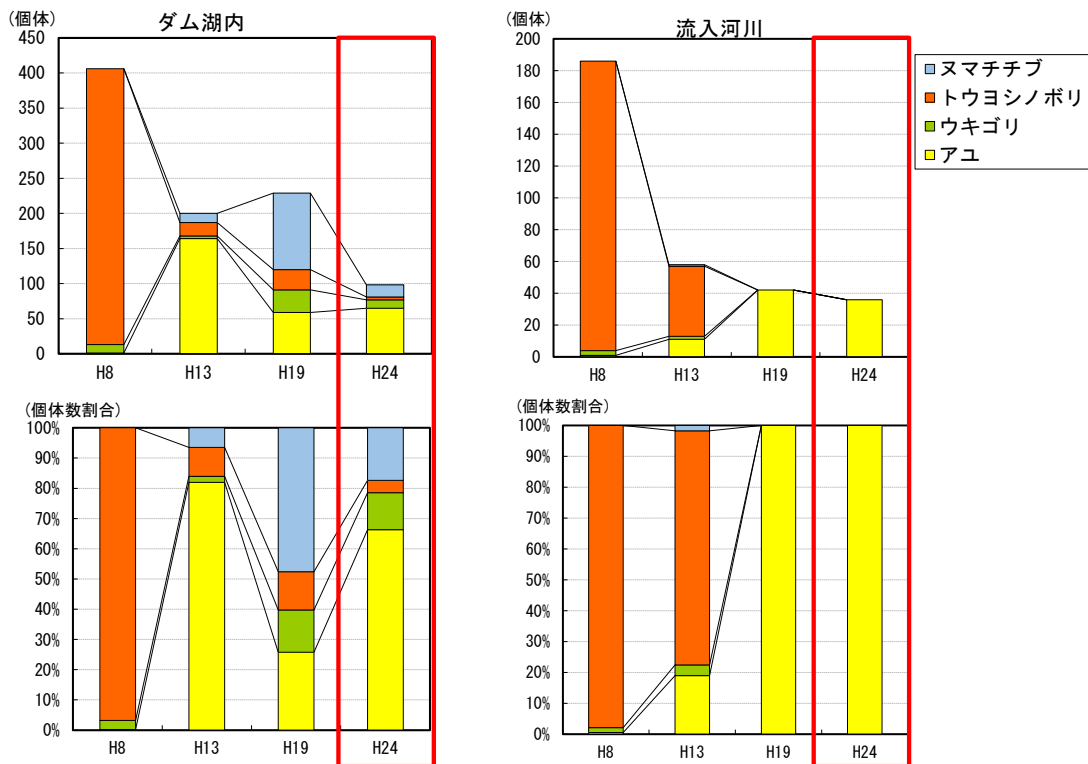 (個体)
ダム湖内
450
400
350
300
250
200
150
100
50
0
H8
H13
H19
H24
流入河川
200
180
160
140
120
100
80
60
40
20
0
H8
H13
H19
H24
ヌマチチブ
トウヨシノボリ
ウキゴリ
アユ
(個体数割合)
100%
90%
80%
70%
60%
50%
40%
30%
20%
10%
0%
H8
H13
H19
H24
(個体数割合)
100%
90%
80%
70%
60%
50%
40%
30%
20%
10%
0%
H8
H13
H19
H24